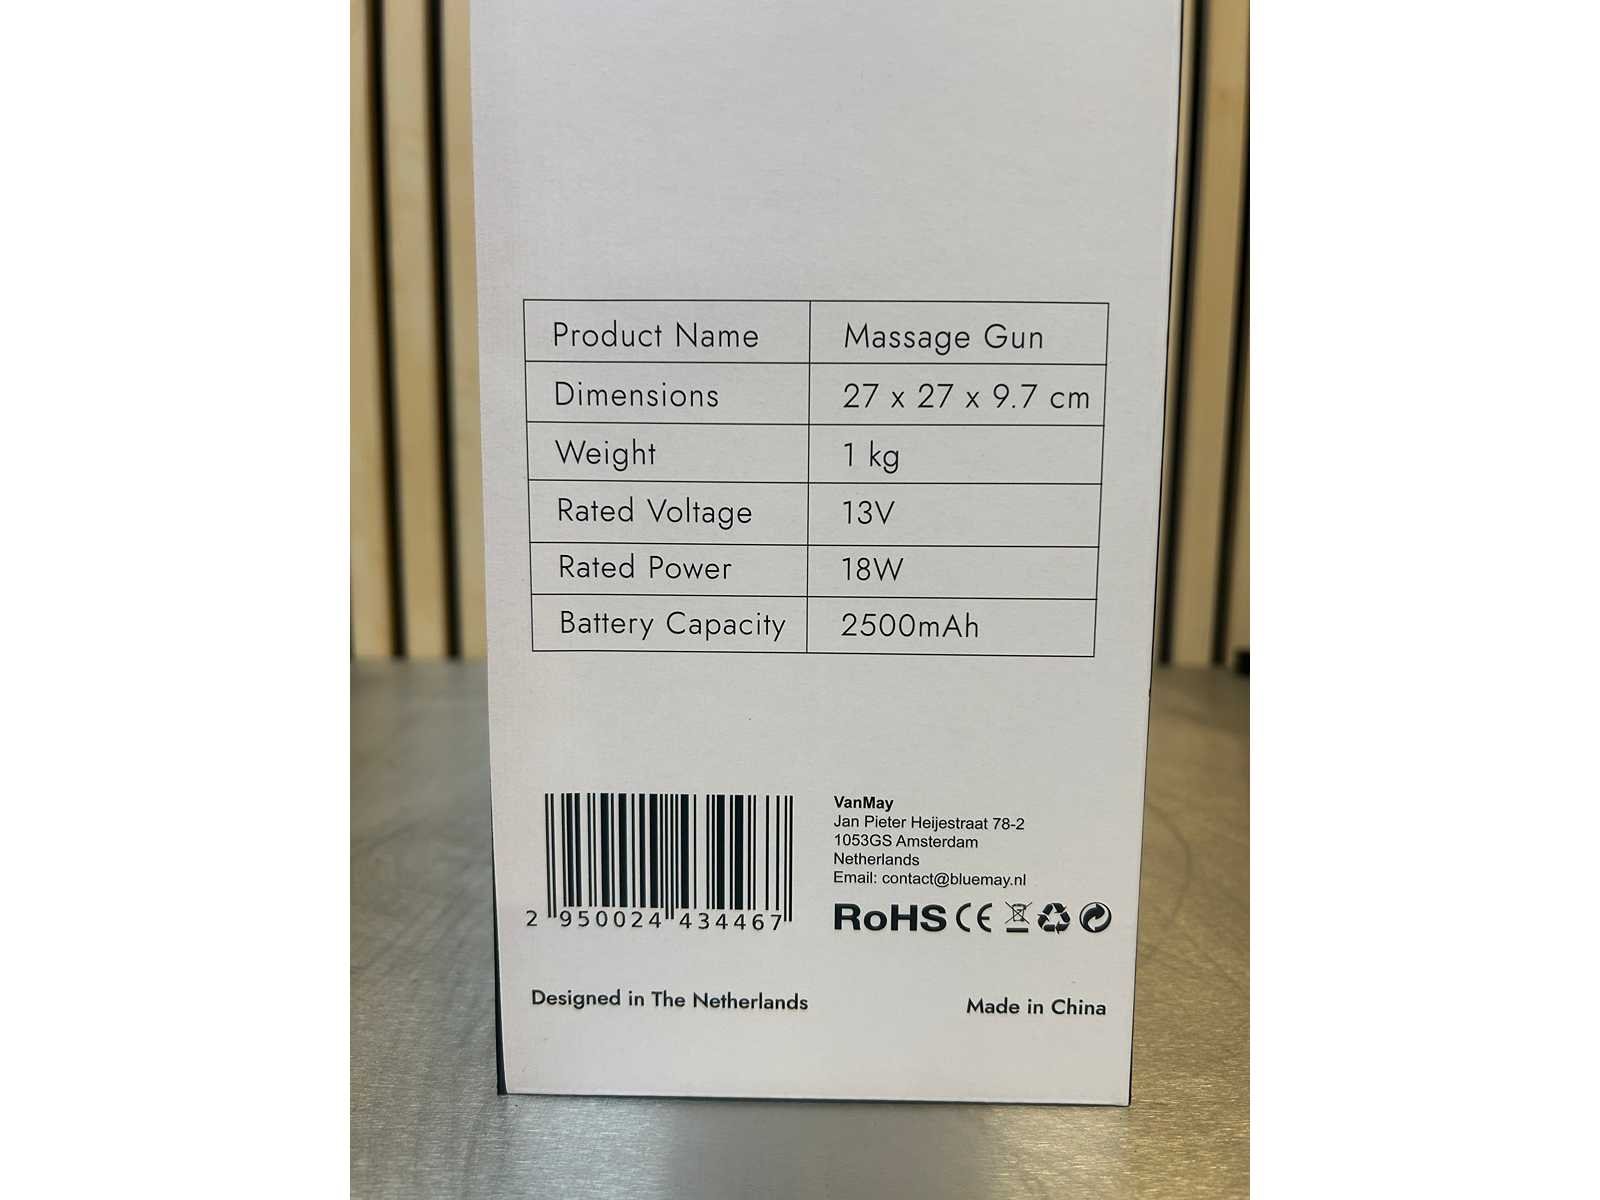 Product Name Massage Gun
Dimensions 27 x 27 x 9.7 cm
Weight 1 kg
Rated Voltage 13V
Rated Power 18W
Battery Capacity 2500mAh
2 950024 434467
VanMay
Jan Pieter Heijestraat 78-2
1053GS Amsterdam
Netherlands
Email: contact@bluemay.nl
RoHS CE
Designed in The Netherlands
Made in China